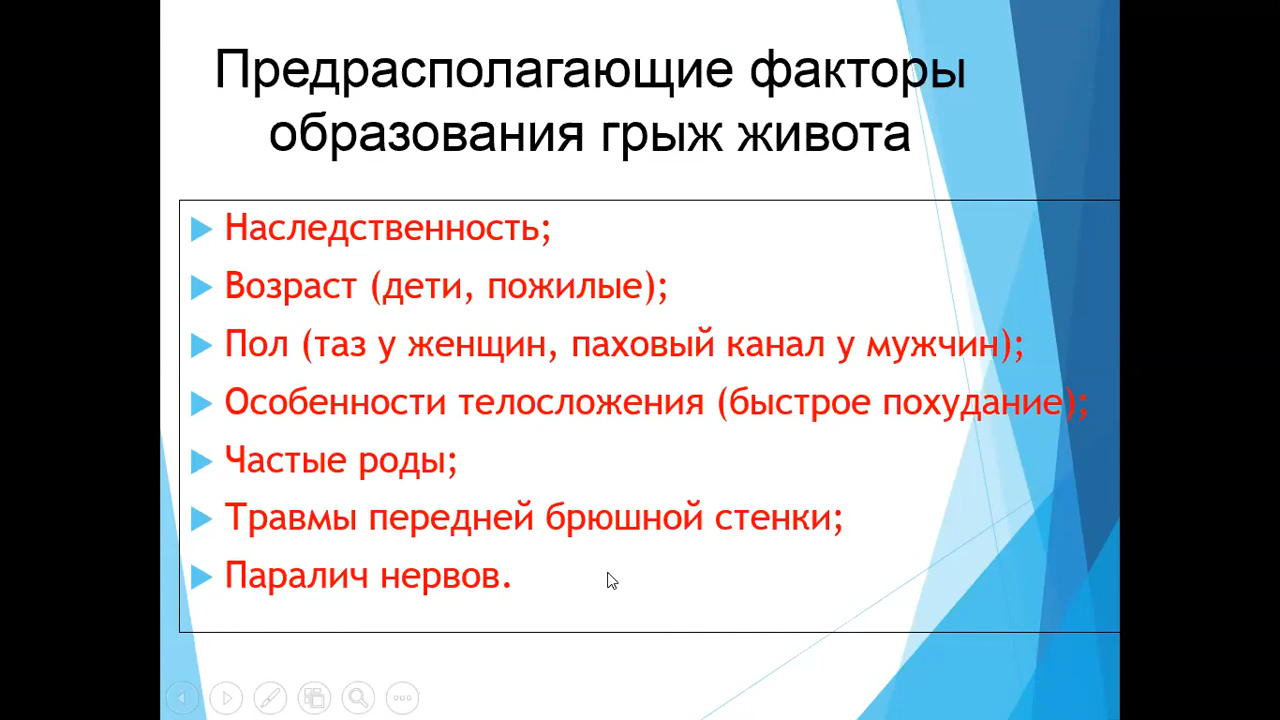 Предрасполагающие факторы
образования грыж живота
Наследственность;
Возраст (дети, пожилые);
Пол (таз у женщин, паховый канал у мужчин);
Особенности телосложения (быстрое похудание);
Частые роды;
Травмы передней брюшной стенки;
Паралич нервов.